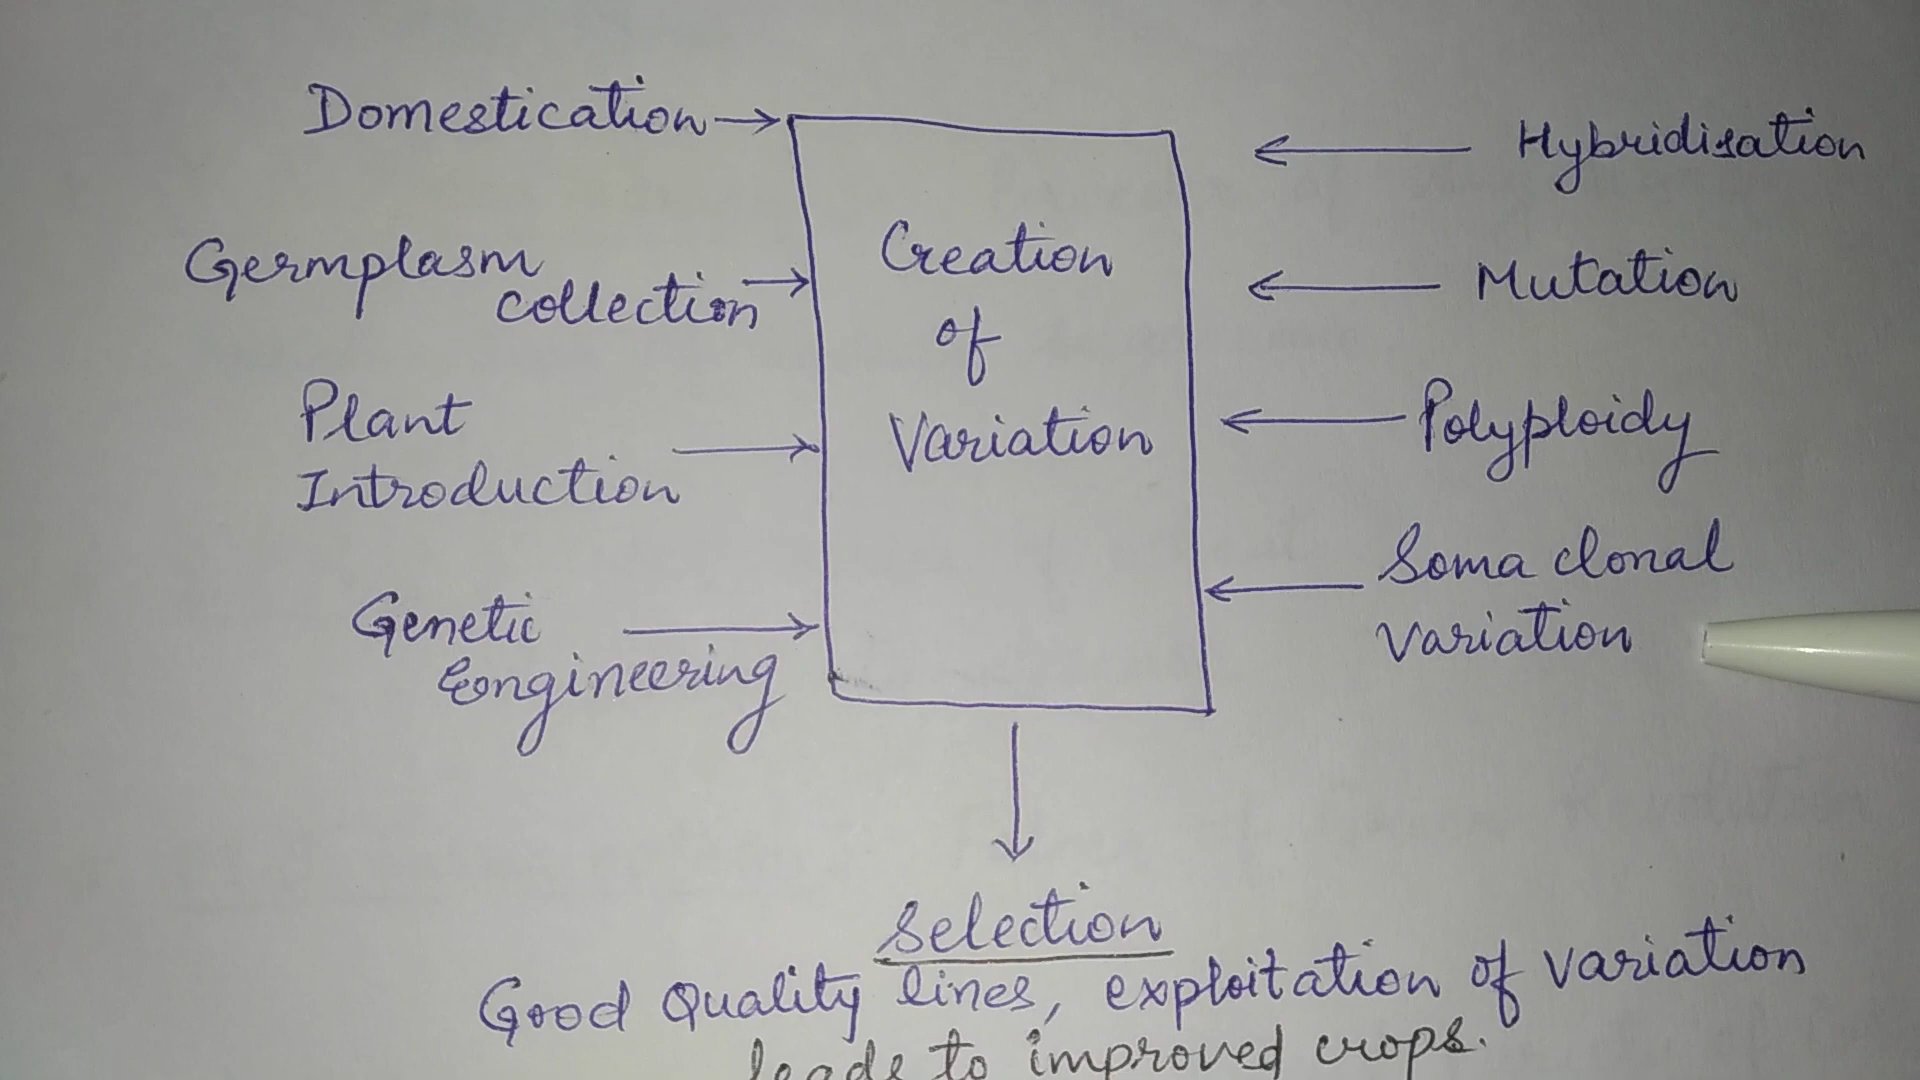 Domestication
Hybridisation
Germplasm
collection
Mutation
Creation
of
Variation
Plant
Introduction
Polyploidy
Genetic
Engineering
Soma clonal
variation
Selection
Good Quality lines, exploitation of variation
leads to improved crops.